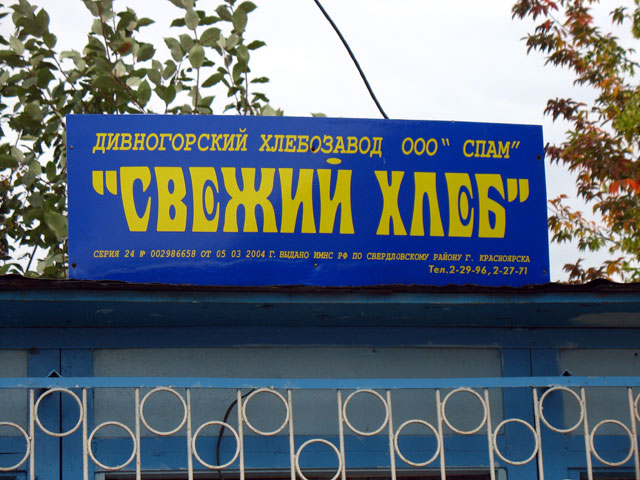 ДИВНОГОРСКИЙ ХЛЕБОЗАВОД ООО " СПАМ"
"СВЕЖИЙ ХЛЕБ"
СЕРИЯ 24 № 002986658 ОТ 05 03 2004 Г. ВЫДАНО ИМНС РФ ПО СВЕРДЛОВСКОМУ РАЙОНУ Г. КРАСНОЯРСКА
Тел.2-29-96,2-27-71